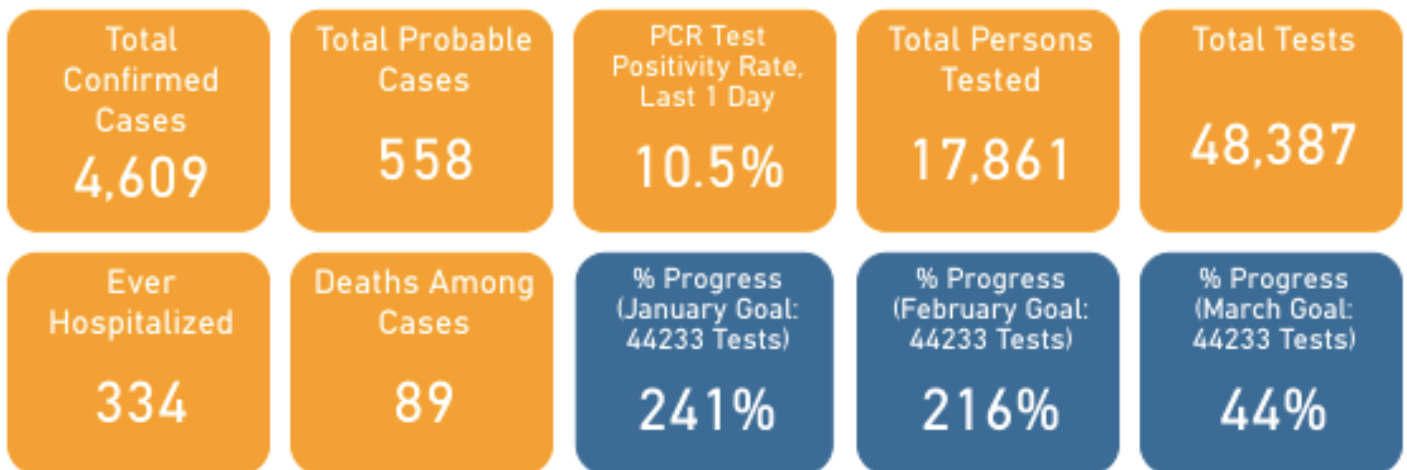 Total
Confirmed
Cases
4,609
Total Probable
Cases
558
PCR Test
Positivity Rate,
Last 1 Day
10.5%
Total Persons
Tested
17,861
Total Tests
48,387
Ever
Hospitalized
334
Deaths Among
Cases
89
% Progress
(January Goal:
44233 Tests)
241%
% Progress
(February Goal:
44233 Tests)
216%
% Progress
(March Goal:
44233 Tests)
44%